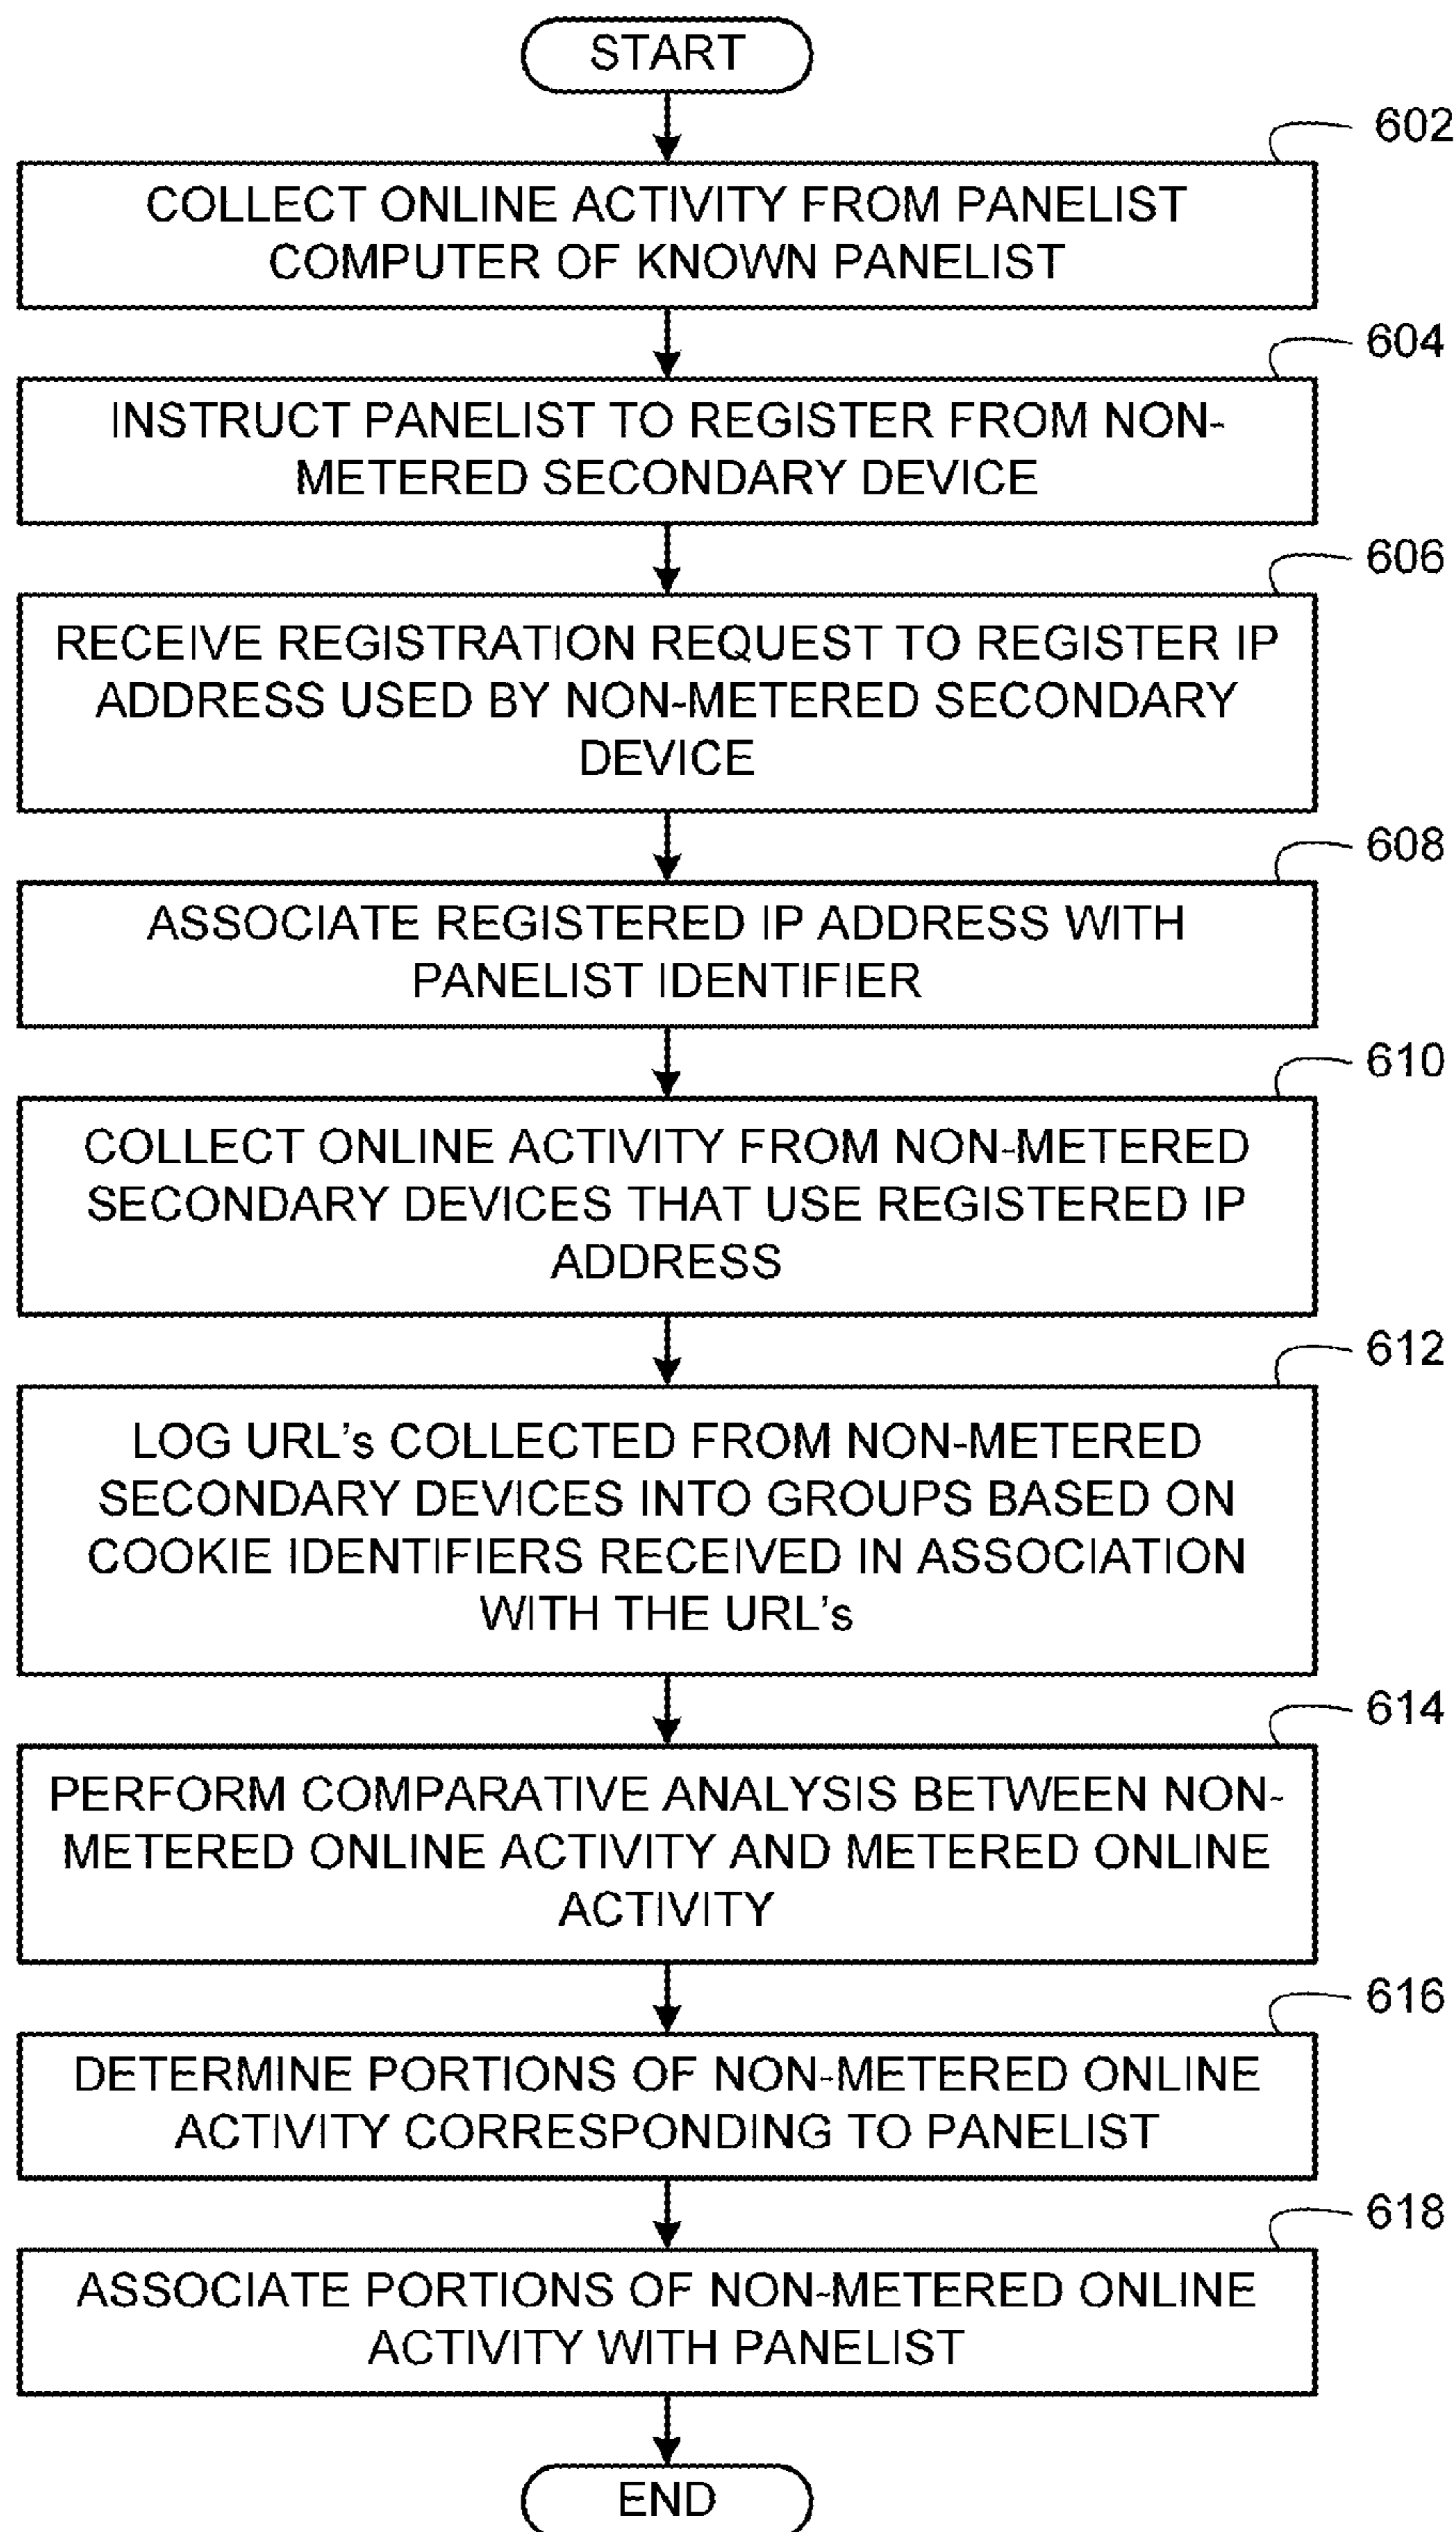 START
602
COLLECT ONLINE ACTIVITY FROM PANELIST
COMPUTER OF KNOWN PANELIST
604
INSTRUCT PANELIST TO REGISTER FROM NON-
METERED SECONDARY DEVICE
606
RECEIVE REGISTRATION REQUEST TO REGISTER IP
ADDRESS USED BY NON-METERED SECONDARY
DEVICE
608
ASSOCIATE REGISTERED IP ADDRESS WITH
PANELIST IDENTIFIER
610
COLLECT ONLINE ACTIVITY FROM NON-METERED
SECONDARY DEVICES THAT USE REGISTERED IP
ADDRESS
612
LOG URL's COLLECTED FROM NON-METERED
SECONDARY DEVICES INTO GROUPS BASED ON
COOKIE IDENTIFIERS RECEIVED IN ASSOCIATION
WITH THE URL's
614
PERFORM COMPARATIVE ANALYSIS BETWEEN NON-
METERED ONLINE ACTIVITY AND METERED ONLINE
ACTIVITY
616
DETERMINE PORTIONS OF NON-METERED ONLINE
ACTIVITY CORRESPONDING TO PANELIST
618
ASSOCIATE PORTIONS OF NON-METERED ONLINE
ACTIVITY WITH PANELIST
END